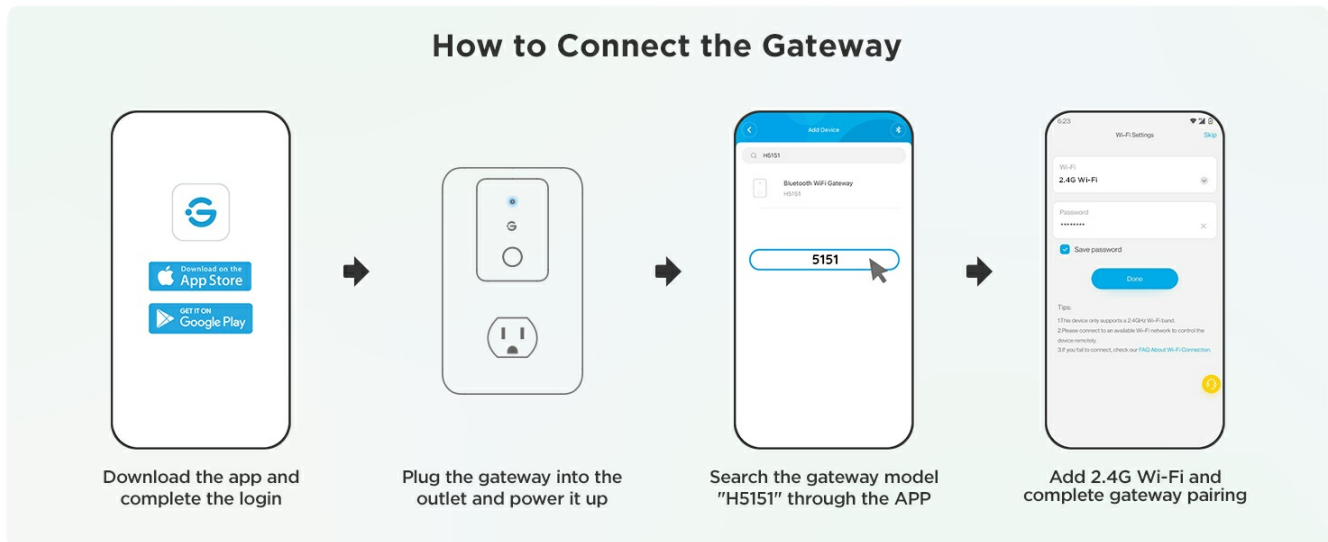 How to Connect the Gateway
Download on the
App Store
GET IT ON
Google Play
Download the app and
complete the login
Plug the gateway into the
outlet and power it up
Add Device
H5151
Bluetooth WiFi Gateway
H5151
5151
Search the gateway model
"H5151" through the APP
6:23
Wi-Fi Settings
Skip
Wi-Fi
2.4G Wi-Fi
Password
********
Save password
Done
Tips:
1.This device only supports a 2.4GHz Wi-Fi band.
2.Please connect to an available Wi-Fi network to control the
device remotely.
3.If you fail to connect, check our FAQ About Wi-Fi Connection.
Add 2.4G Wi-Fi and
complete gateway pairing